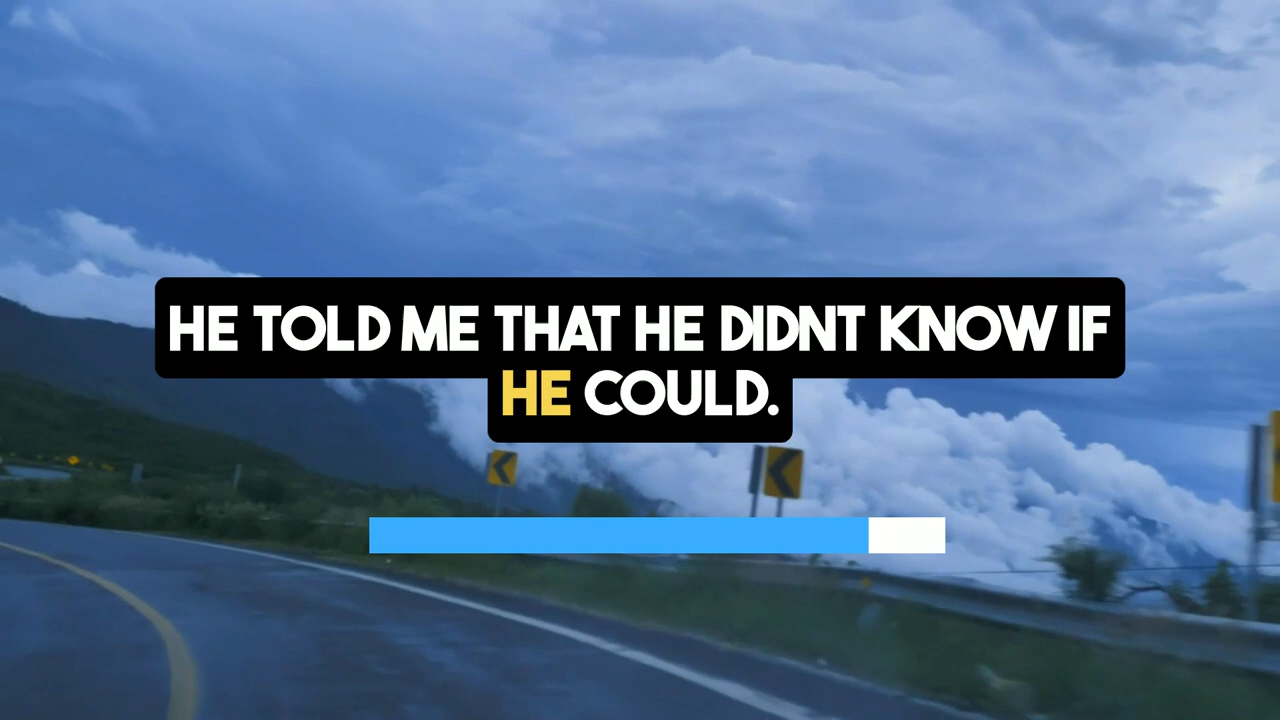 HE TOLD ME THAT HE DIDNT KNOW IF
HE COULD.